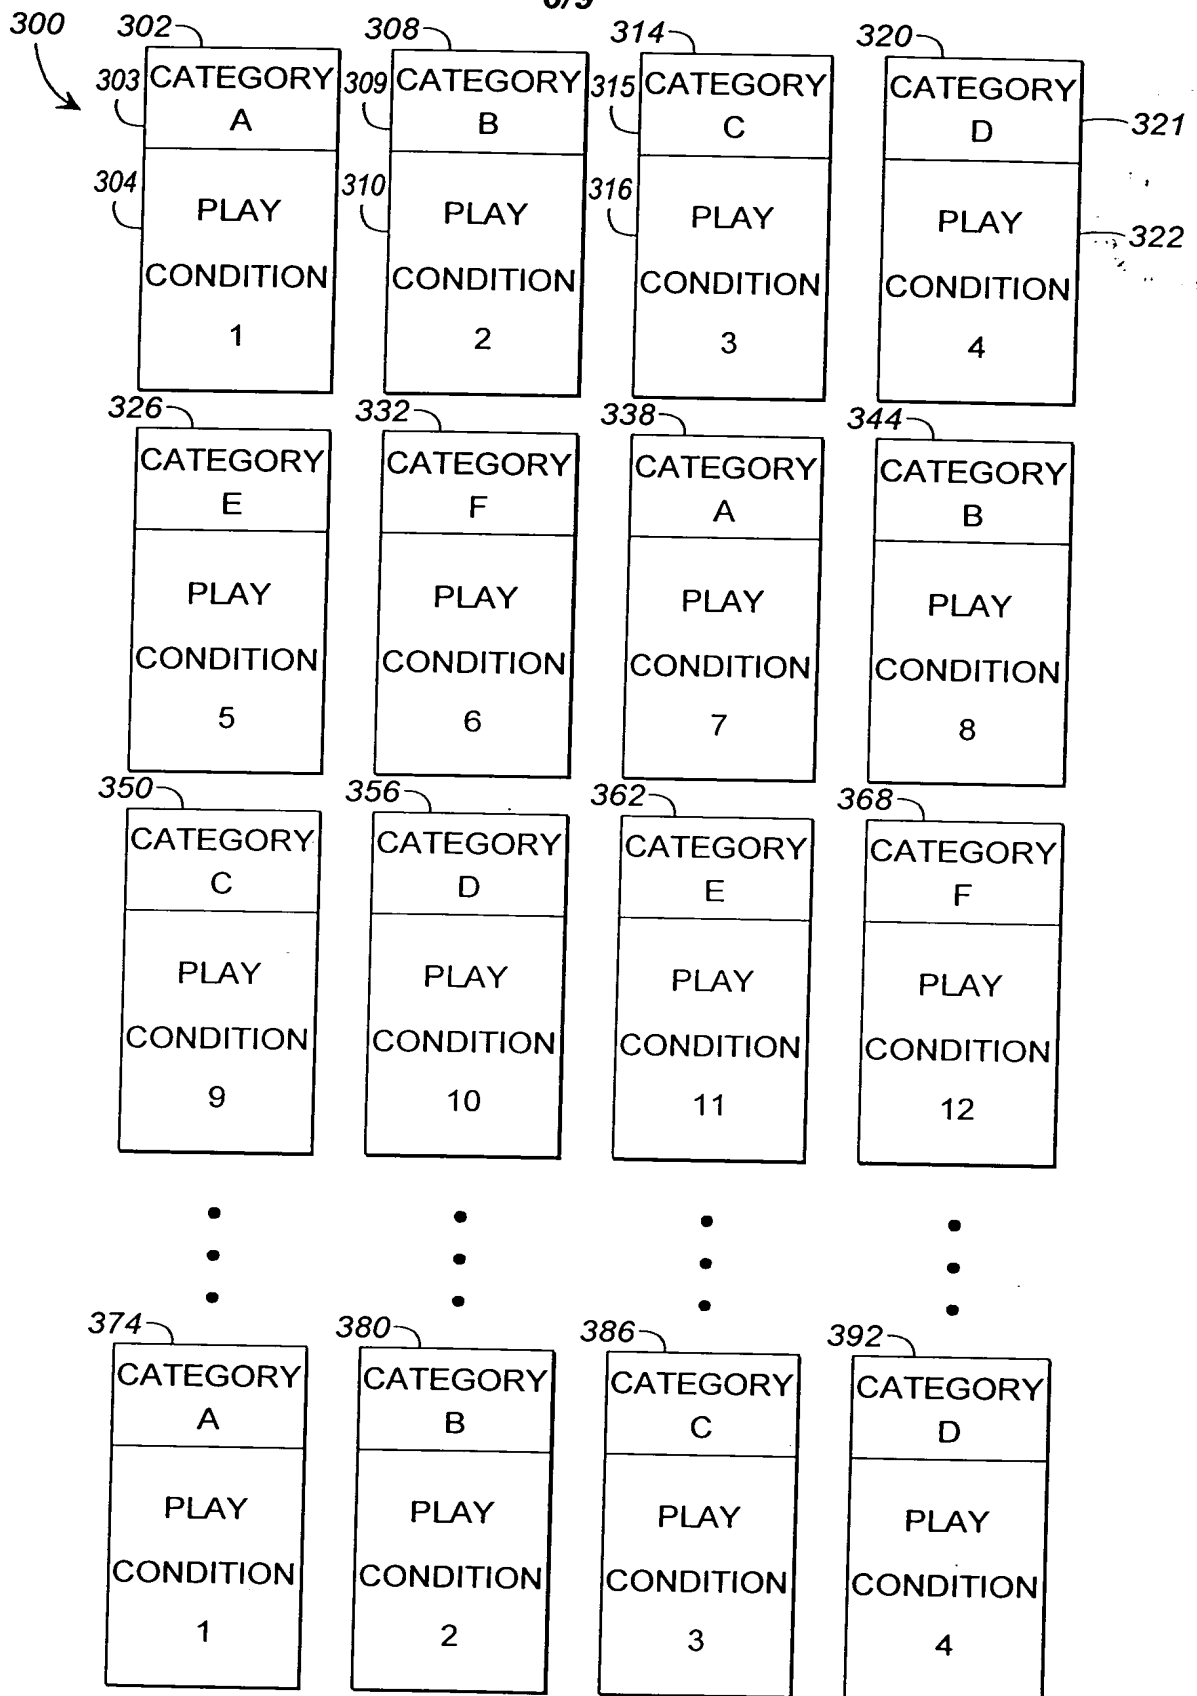 300
302
303
CATEGORY
A
304
PLAY
CONDITION
1
308
309
CATEGORY
B
310
PLAY
CONDITION
2
314
315
CATEGORY
C
316
PLAY
CONDITION
3
320
CATEGORY
D
321
PLAY
CONDITION
4
322
326
CATEGORY
E
PLAY
CONDITION
5
332
CATEGORY
F
PLAY
CONDITION
6
338
CATEGORY
A
PLAY
CONDITION
7
344
CATEGORY
B
PLAY
CONDITION
8
350
CATEGORY
C
PLAY
CONDITION
9
356
CATEGORY
D
PLAY
CONDITION
10
362
CATEGORY
E
PLAY
CONDITION
11
368
CATEGORY
F
PLAY
CONDITION
12
374
CATEGORY
A
PLAY
CONDITION
1
380
CATEGORY
B
PLAY
CONDITION
2
386
CATEGORY
C
PLAY
CONDITION
3
392
CATEGORY
D
PLAY
CONDITION
4